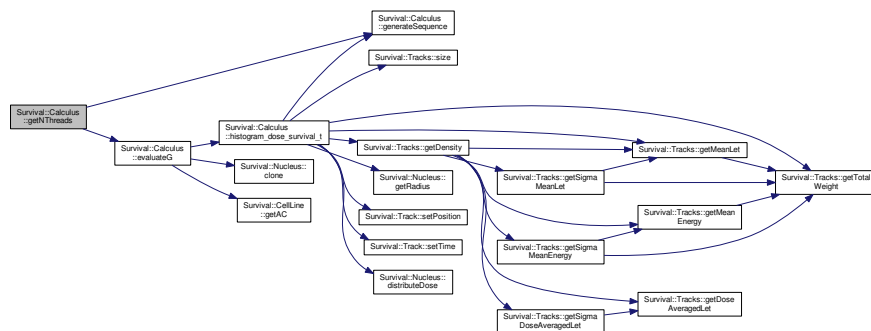 Survival::Calculus
::getNThreads
Survival::Calculus
::evaluateG
Survival::Calculus
::generateSequence
Survival::Tracks::size
Survival::Calculus
::histogram_dose_survival_t
Survival::Nucleus::
clone
Survival::CellLine
::getAC
Survival::Tracks::getDensity
Survival::Nucleus::
getRadius
Survival::Track::setPosition
Survival::Track::setTime
Survival::Nucleus::
distributeDose
Survival::Tracks::getSigma
MeanLet
Survival::Tracks::getSigma
MeanEnergy
Survival::Tracks::getSigma
DoseAveragedLet
Survival::Tracks::getMeanLet
Survival::Tracks::getMean
Energy
Survival::Tracks::getDose
AveragedLet
Survival::Tracks::getTotal
Weight